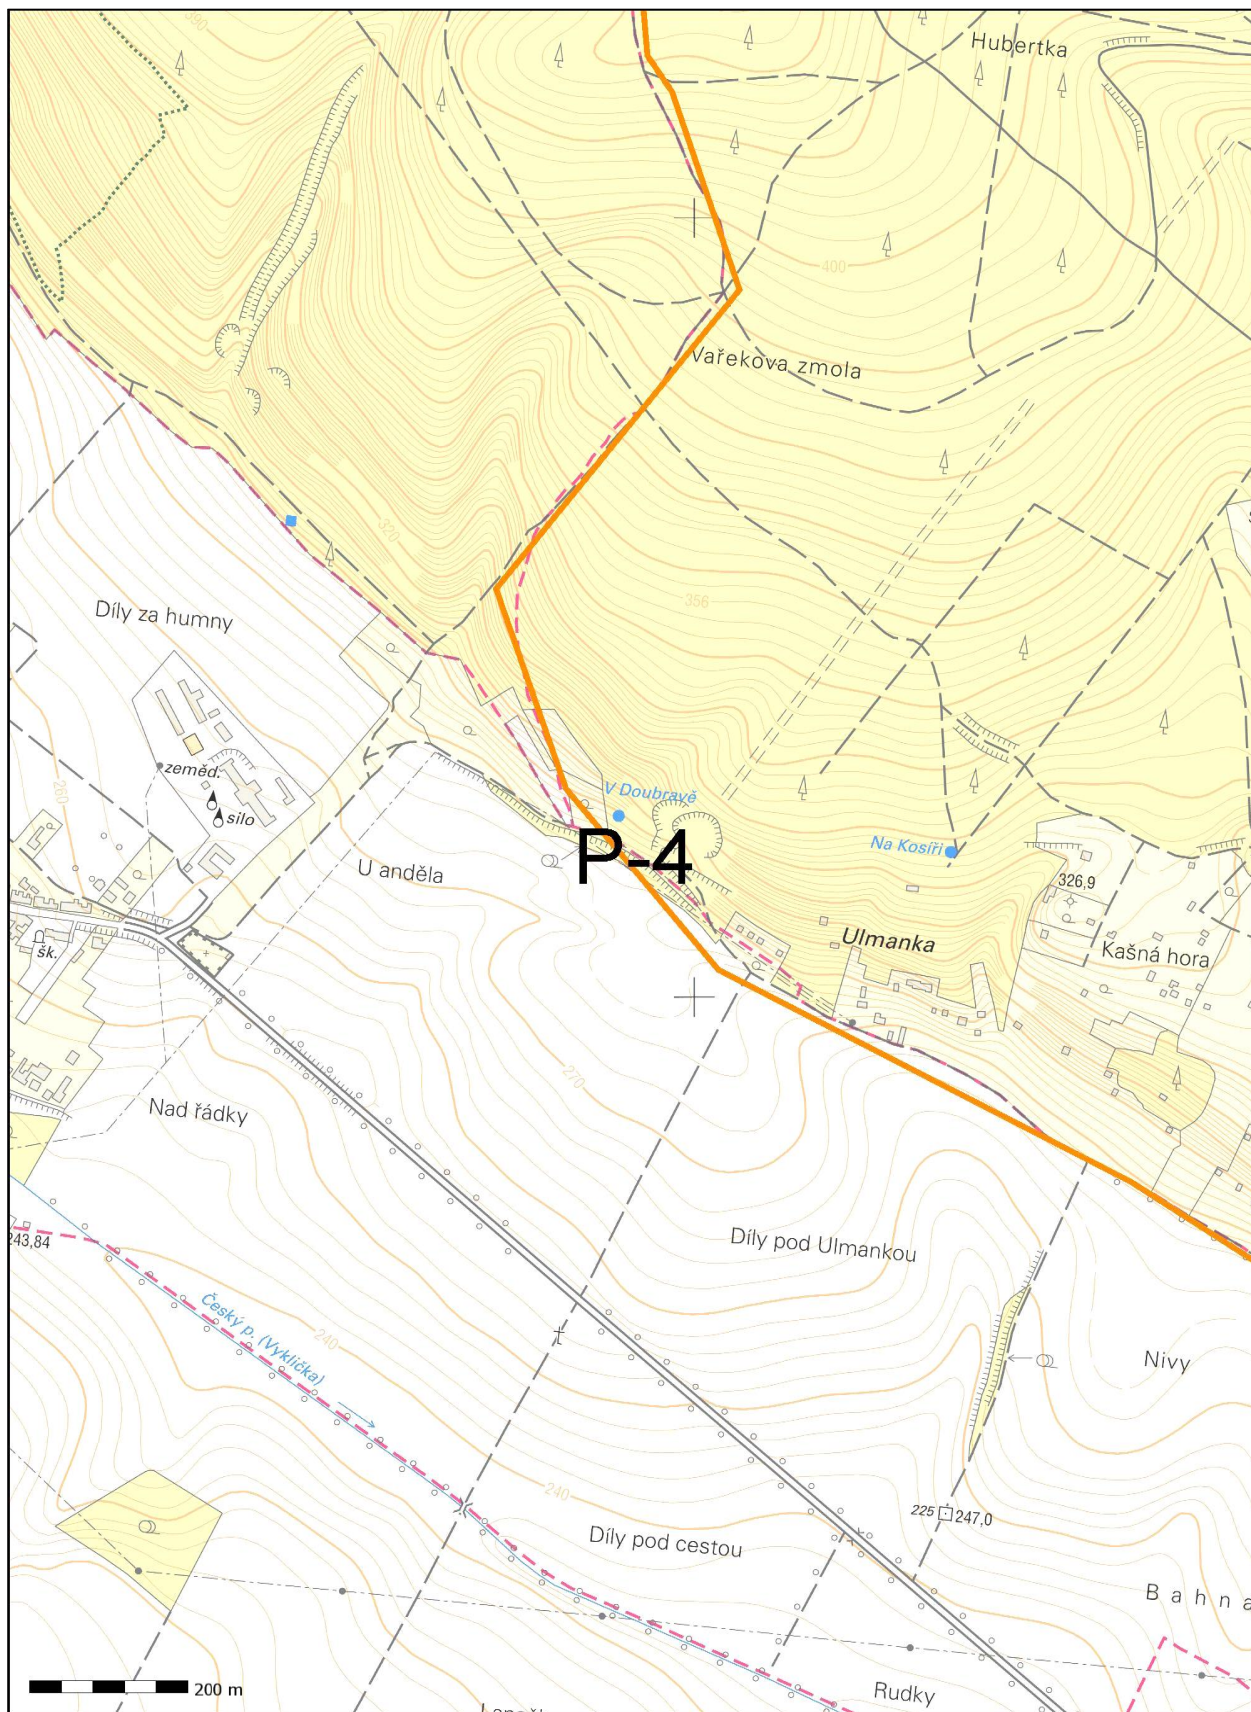 390
Hubertka
400
Vařekova zmola
320
356
Díly za humny
zeměd.
silo
260
V Doubravě
P-4
U anděla
Na Kosíři
326,9
šk.
Ulmanka
Kašná hora
270
Nad řádky
243,84
Díly pod Ulmankou
Český p. (Vyklička)
240
Nivy
240
225 247,0
Díly pod cestou
Bahna
200 m
Rudky